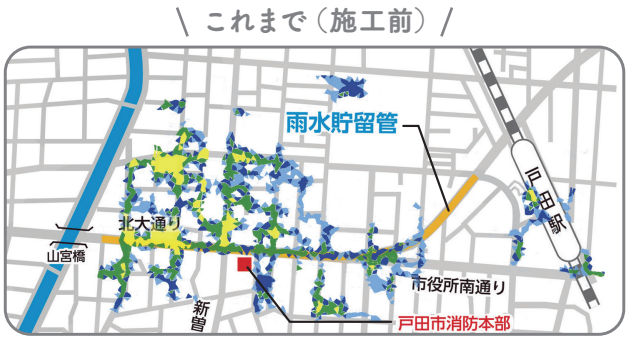 これまで（施工前）
雨水貯留管
戸田駅
北大通り
山宮橋
市役所南通り
新曽
戸田市消防本部